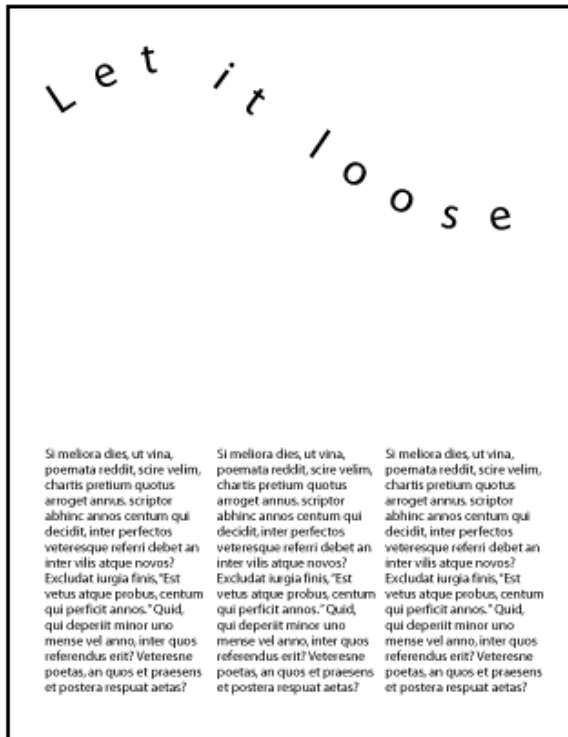 Let it loose
Si meliora dies, ut vina,
poemata reddit, scire velim,
chartis pretium quotus
arroget annus. scriptor
abhinc annos centum qui
decidit, inter perfectos
veteresque referri debet an
inter vilis atque novos?
Excludat iurgia finis, "Est
vetus atque probus, centum
qui perficit annos." Quid,
qui deperiit minor uno
mense vel anno, inter quos
referendus erit? Veteresne
poetas, an quos et praesens
et postera respuat aetas?
Si meliora dies, ut vina,
poemata reddit, scire velim,
chartis pretium quotus
arroget annus. scriptor
abhinc annos centum qui
decidit, inter perfectos
veteresque referri debet an
inter vilis atque novos?
Excludat iurgia finis, "Est
vetus atque probus, centum
qui perficit annos." Quid,
qui deperiit minor uno
mense vel anno, inter quos
referendus erit? Veteresne
poetas, an quos et praesens
et postera respuat aetas?
Si meliora dies, ut vina,
poemata reddit, scire velim,
chartis pretium quotus
arroget annus. scriptor
abhinc annos centum qui
decidit, inter perfectos
veteresque referri debet an
inter vilis atque novos?
Excludat iurgia finis, "Est
vetus atque probus, centum
qui perficit annos." Quid,
qui deperiit minor uno
mense vel anno, inter quos
referendus erit? Veteresne
poetas, an quos et praesens
et postera respuat aetas?